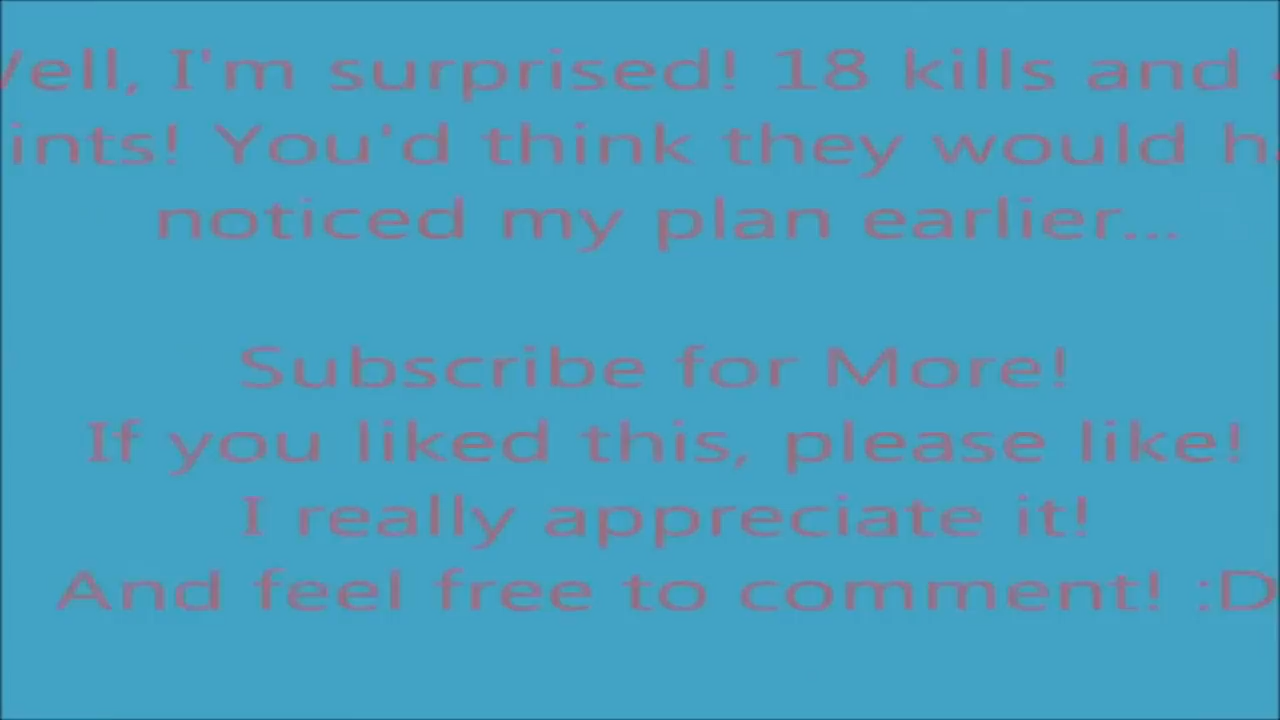 Well, I'm surprised! 18 kills and
ints! You'd think they would
noticed my plan earlier...
Subscribe for More!
If you liked this, please like!
I really appreciate it!
And feel free to comment! :D